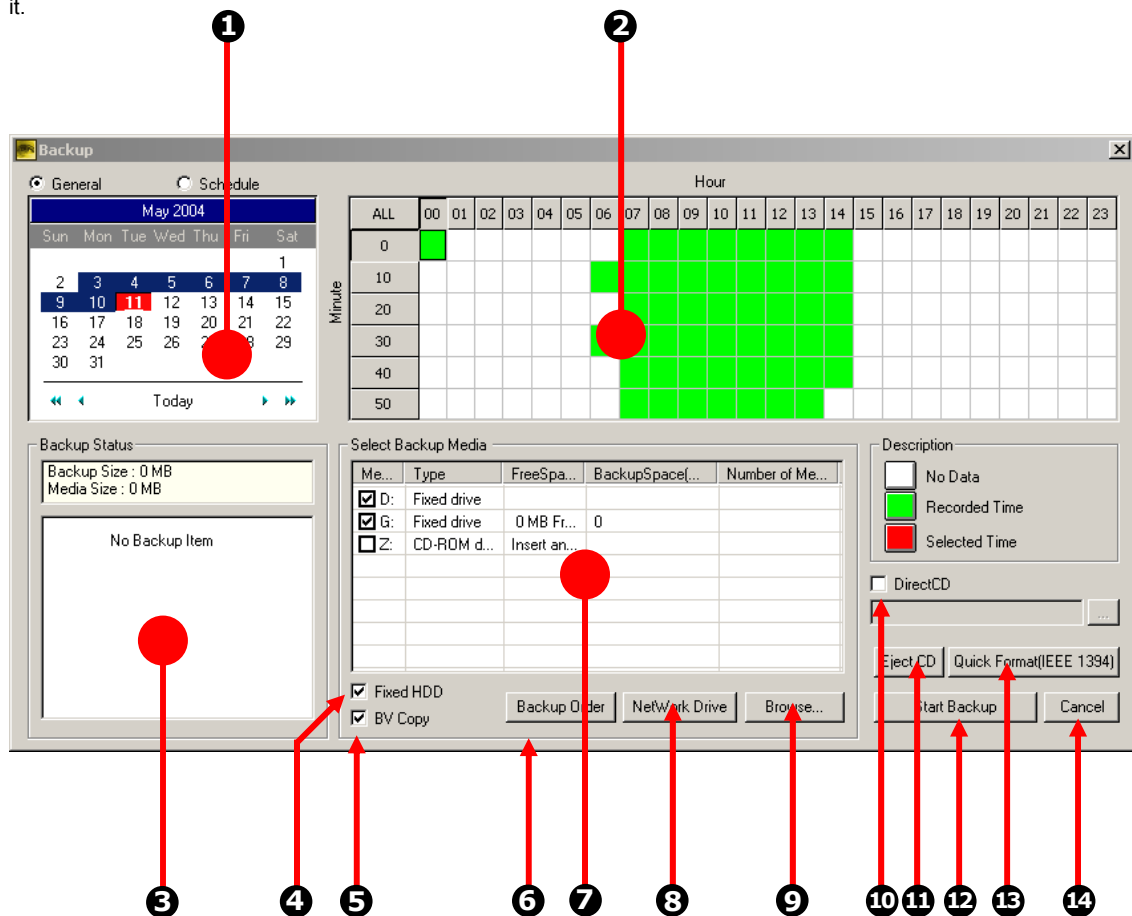 it.
1 2
Backup
General Schedule
May 2004
Sun Mon Tue Wed Thu Fri Sat
1
2 3 4 5 6 7 8
9 10 11 12 13 14 15
16 17 18 19 20 21 22
23 24 25 26 29
30 31
Today
Hour
ALL 00 01 02 03 04 05 06 07 08 09 10 11 12 13 14 15 16 17 18 19 20 21 22 23
Minute
0
10
20
30
40
50
Backup Status
Backup Size : 0 MB
Media Size : 0 MB
No Backup Item
Select Backup Media
Me... Type FreeSpa... BackupSpace(... Number of Me...
D: Fixed drive
G: Fixed drive 0 MB Fr... 0
Z: CD-ROM d... Insert an...
Fixed HDD
BV Copy
Backup Order NetWork Drive Browse...
Description
No Data
Recorded Time
Selected Time
DirectCD
...
Eject CD Quick Format(IEEE 1394)
Start Backup Cancel
3 4 5 6 7 8 9 10 11 12 13 14